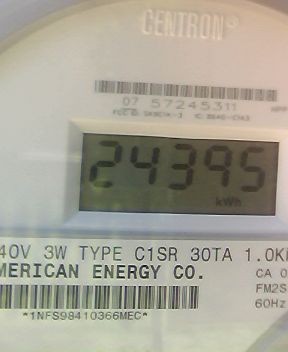 CENTRON®
07 57245311
24395
kWh
40V 3W TYPE C1SR 30TA 1.0K
MERICAN ENERGY CO.
CA 0
FM2S
60Hz
*1NFS98410366MEC*